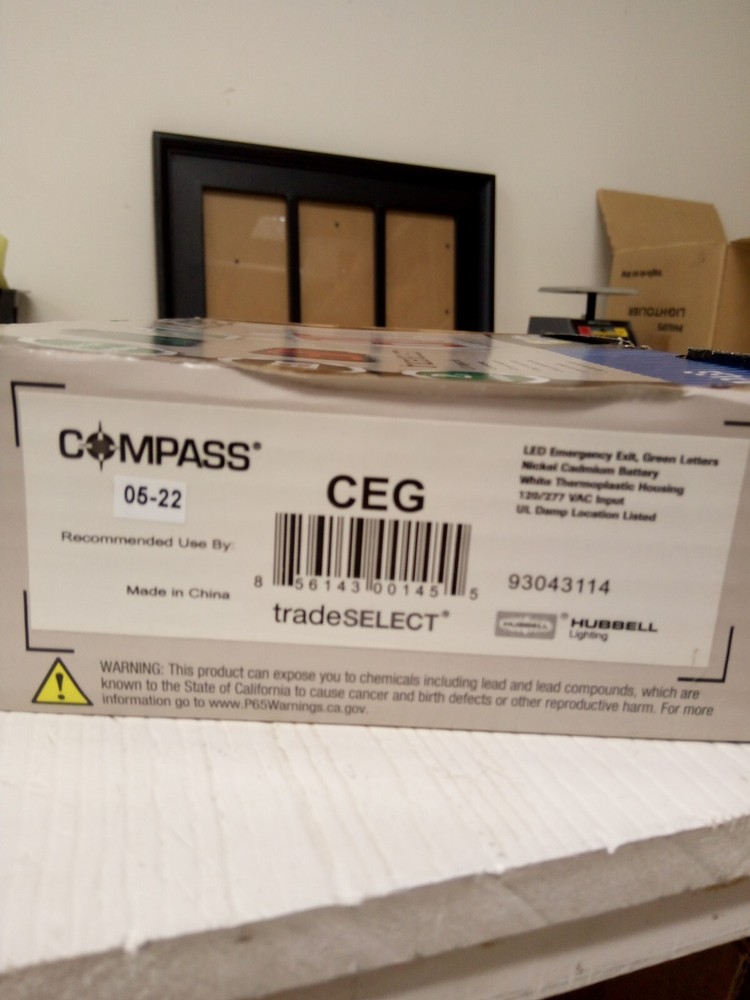 PHILIPS
LIGHTOLIER
COMPASS®
05-22
Recommended Use By:
Made in China
CEG
8 56143 00145 5
tradeSELECT®
LED Emergency Exit, Green Letters
Nickel Cadmium Battery
White Thermoplastic Housing
120/277 VAC Input
UL Damp Location Listed
93043114
HUBBELL ® HUBBELL
Lighting
WARNING: This product can expose you to chemicals including lead and lead compounds, which are
known to the State of California to cause cancer and birth defects or other reproductive harm. For more
information go to www.P65Warnings.ca.gov.